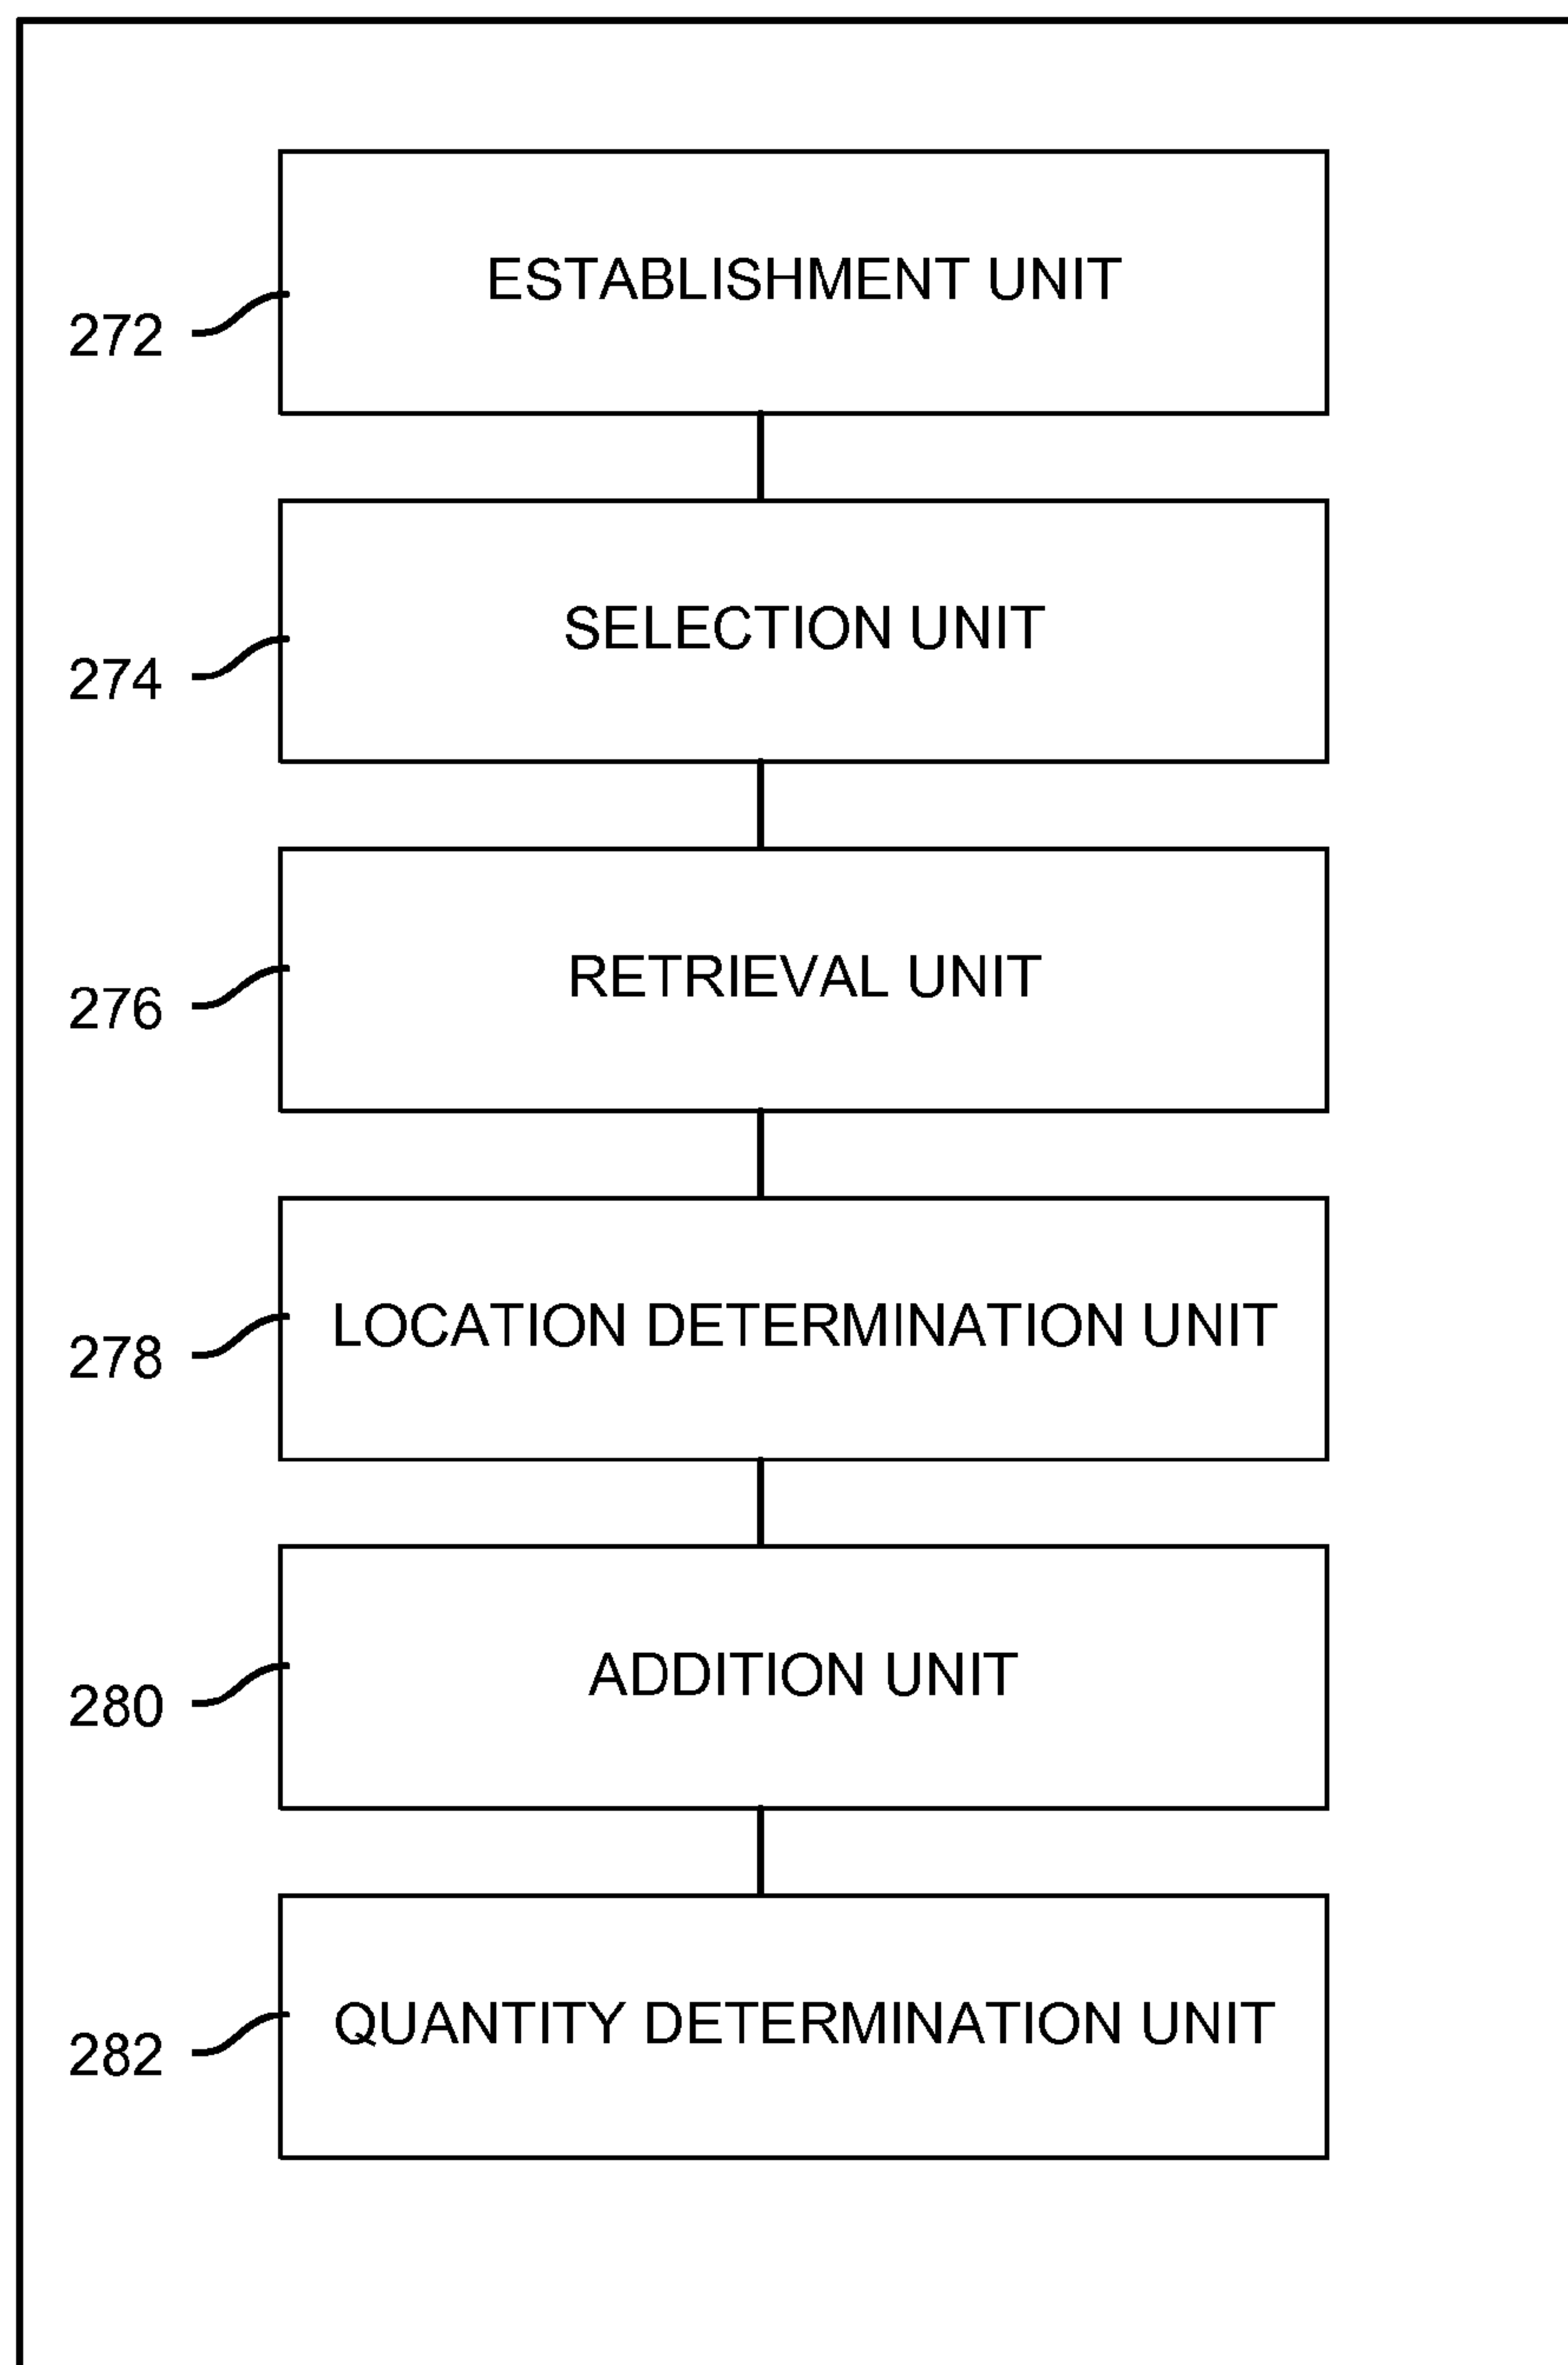 ESTABLISHMENT UNIT
272
SELECTION UNIT
274
RETRIEVAL UNIT
276
LOCATION DETERMINATION UNIT
278
ADDITION UNIT
280
QUANTITY DETERMINATION UNIT
282